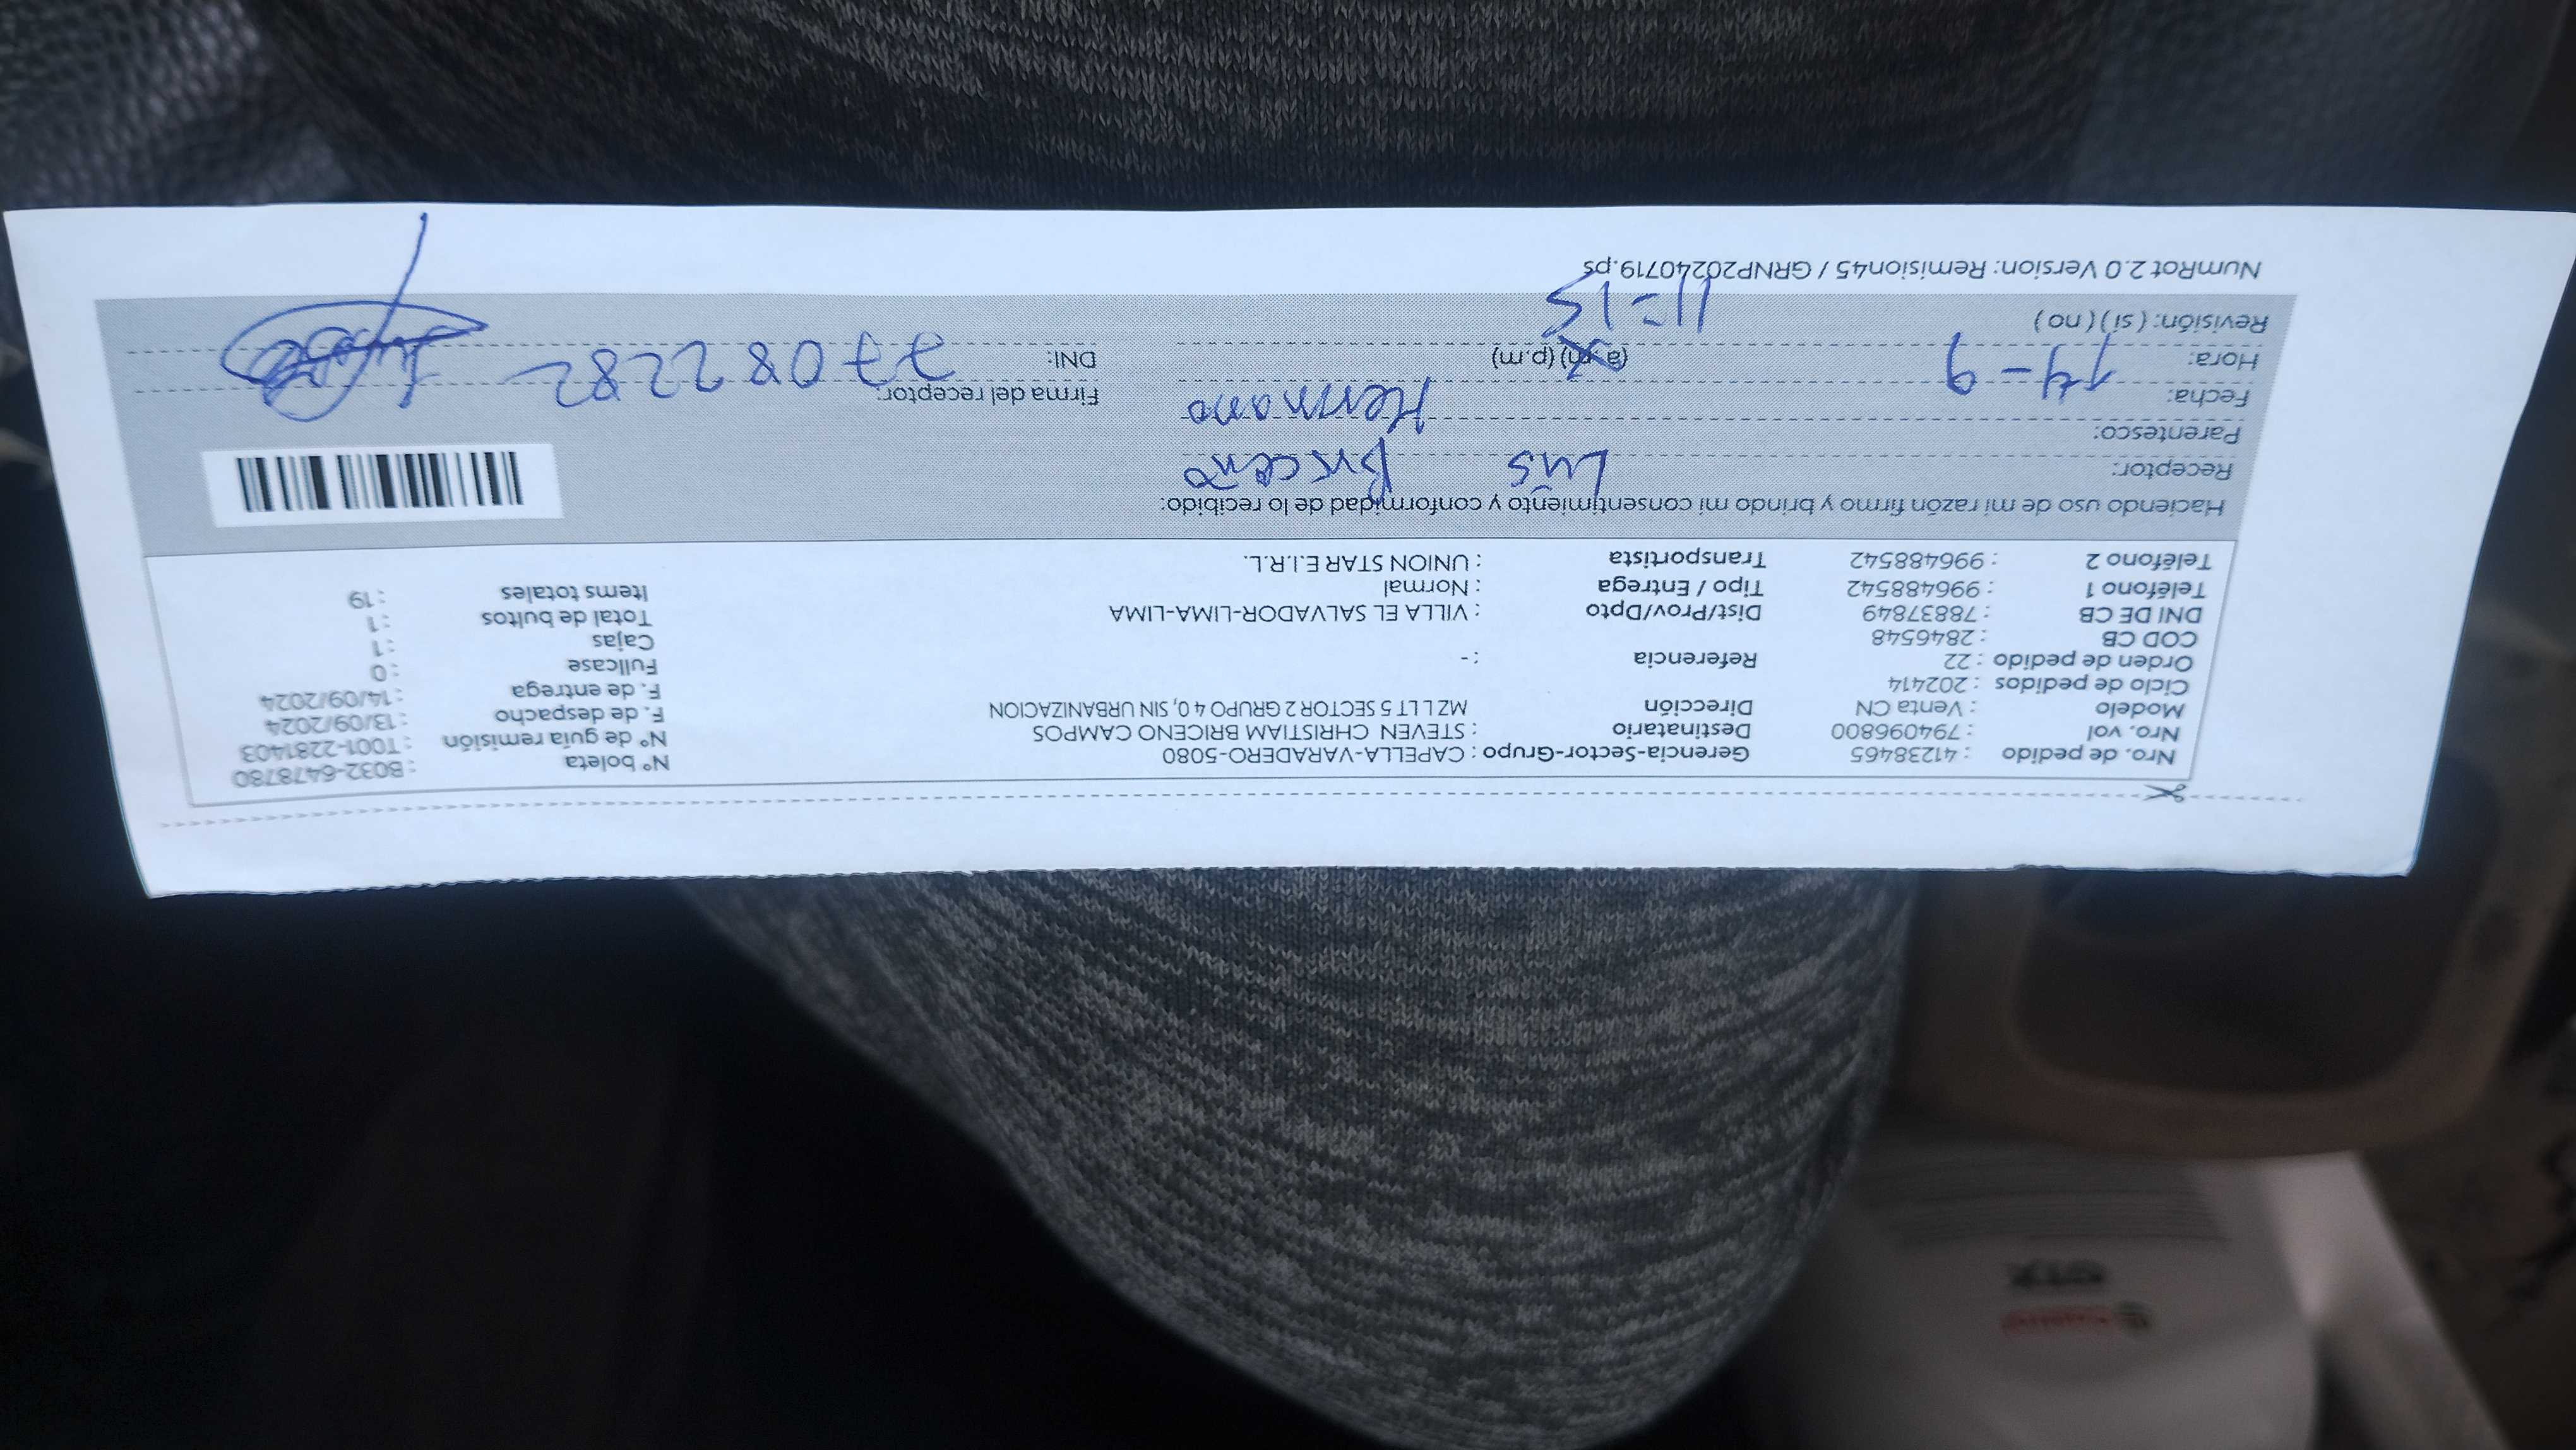 Nro. de pedido : 41238465 Gerencia-Sector-Grupo : CAPELLA-VARADERO-5080 N° boleta : B032-6478780
Nro. vol : 794096800 Destinatario : STEVEN CHRISTIAM BRICENO CAMPOS N° de guía remisión : T001-2281403
Modelo : Venta CN Dirección MZ L LT 5 SECTOR 2 GRUPO 4 0, SIN URBANIZACION F. de despacho : 13/09/2024
Ciclo de pedidos : 202414 F. de entrega : 14/09/2024
Orden de pedido : 22 Referencia : - Fullcase : 0
COD CB : 2846548 Cajas : 1
DNI DE CB : 78837849 Dist/Prov/Dpto : VILLA EL SALVADOR-LIMA-LIMA Total de bultos : 1
Teléfono 1 : 996488542 Tipo / Entrega : Normal Items totales : 19
Teléfono 2 : 996488542 Transportista : UNION STAR E.I.R.L.
Haciendo uso de mi razón firmo y brindo mi consentimiento y conformidad de lo recibido:
Receptor: Luis Briceño
Parentesco: Hermano
Fecha: 14-9 Firma del receptor:
Hora: (a.m) (p.m) DNI: 77082282
Revisión: ( si ) ( no ) 11=15
NumRot 2.0 Version: Remision45 / GRNP20240719.ps